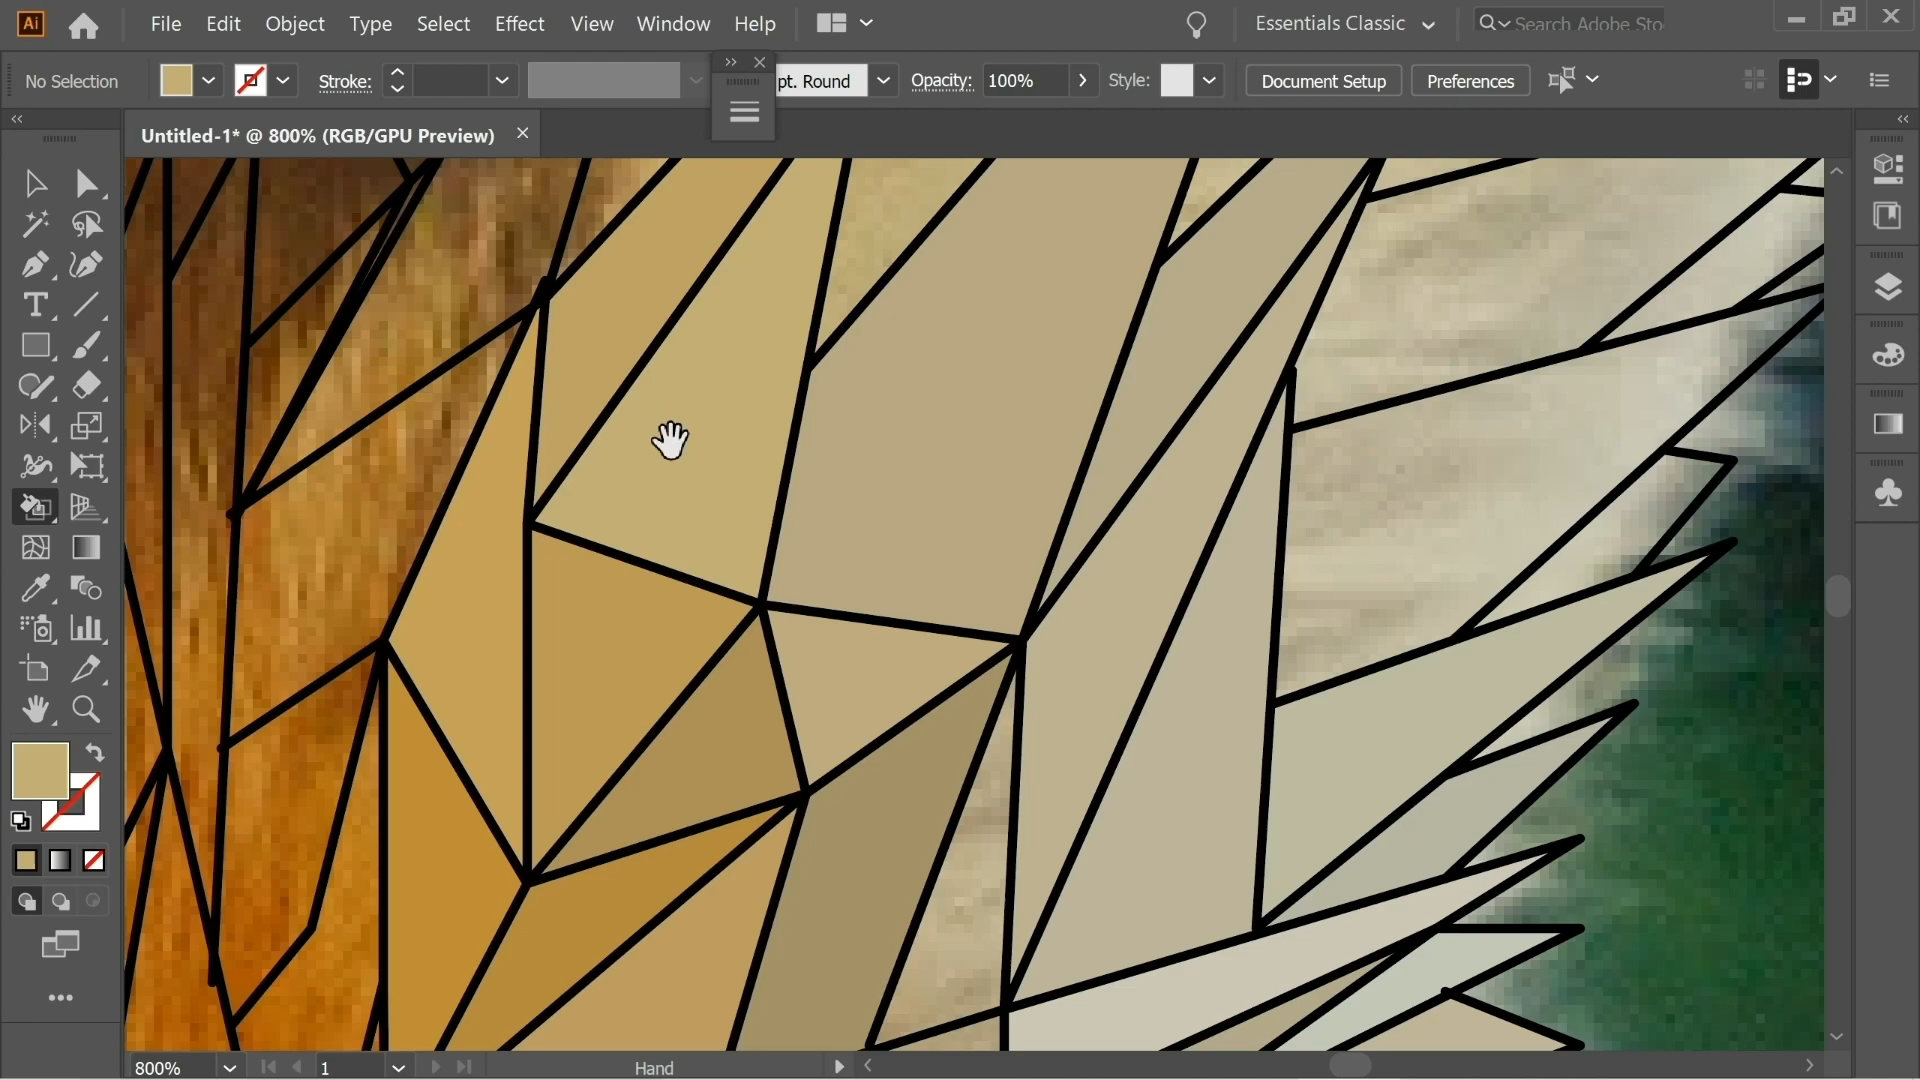 Ai File Edit Object Type Select Effect View Window Help Essentials Classic Search Adobe Sto
No Selection Stroke: pt. Round Opacity: 100% Style: Document Setup Preferences
Untitled-1* @ 800% (RGB/GPU Preview)
800% 1 Hand